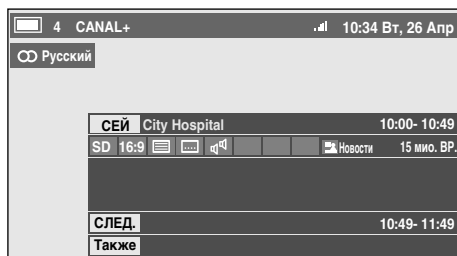 4 CANAL+ 10:34 Вт, 26 Апр
Русский
СЕЙ City Hospital 10:00- 10:49
SD 16:9 Новости 15 мио. ВР.
СЛЕД. 10:49- 11:49
Также